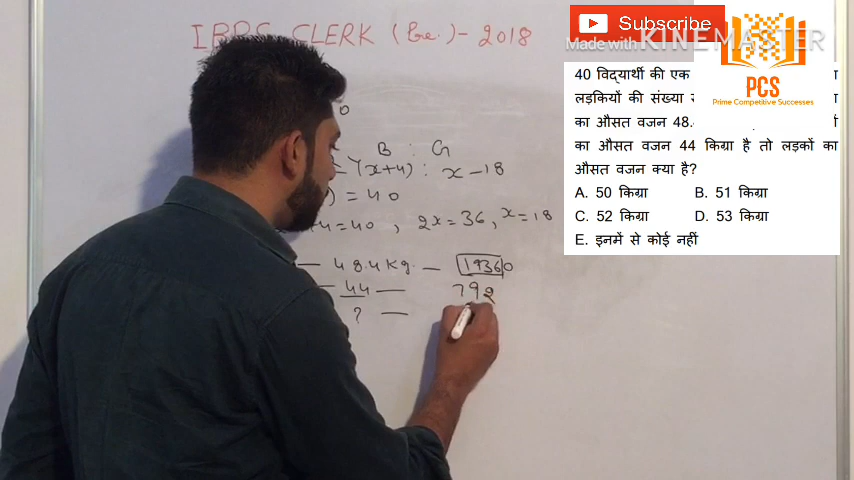 IBPS CLERK (Pre.) - 2018
Subscribe
Made with KINEMASTER
PCS
Prime Competitive Successes
40 विद्यार्थी की एक
लड़कियों की संख्या
का औसत वजन 48.
का औसत वजन 44 किग्रा है तो लड़कों का
औसत वजन क्या है?
A. 50 किग्रा B. 51 किग्रा
C. 52 किग्रा D. 53 किग्रा
E. इनमें से कोई नहीं
0
B : G
(x+4) : x - 18
) = 40
+4=40 , 2x=36, x=18
— 48.4 Kg. — 19360
44 — 792
? —